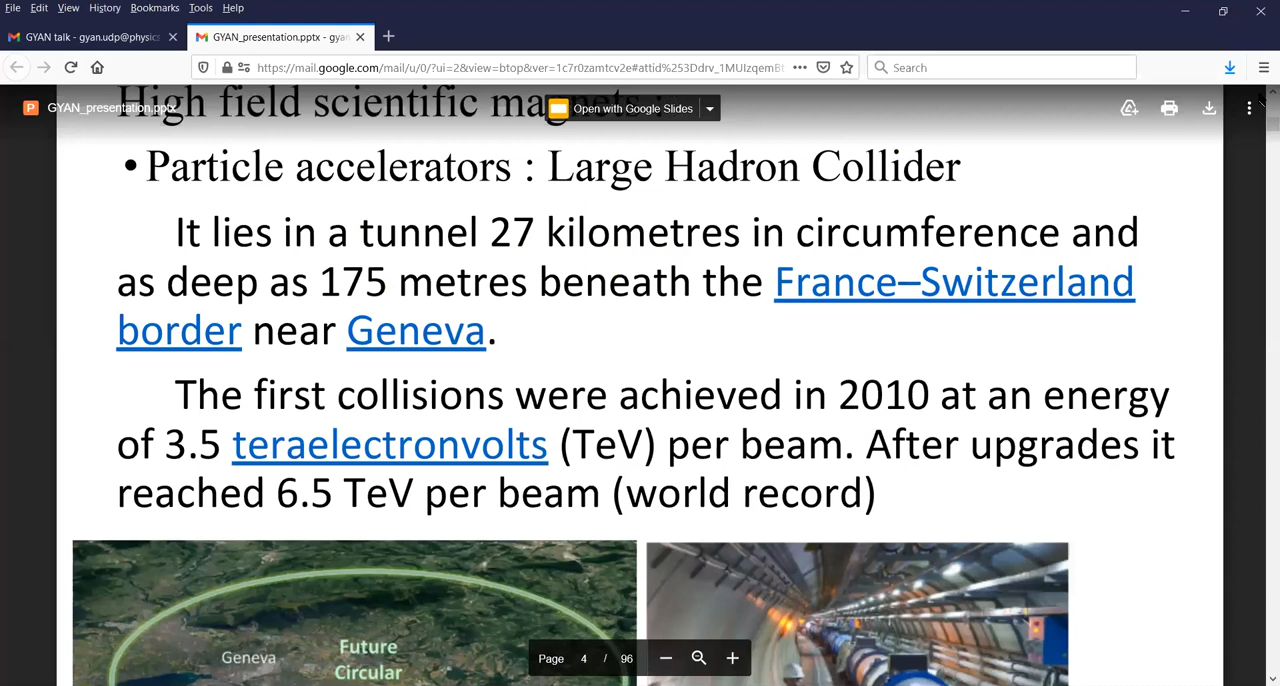 File Edit View History Bookmarks Tools Help
GYAN talk - gyan.udp@physic
GYAN_presentation.pptx - gyan
https://mail.google.com/mail/u/0/?ui=2&view=btop&ver=1c7r0zamtcv2e#attid%253Ddrv_1MUIzqemB
Search
High field scientific magnets :
GYAN_presentation.pptx
Open with Google Slides
•Particle accelerators : Large Hadron Collider
It lies in a tunnel 27 kilometres in circumference and
as deep as 175 metres beneath the France–Switzerland
border near Geneva.
The first collisions were achieved in 2010 at an energy
of 3.5 teraelectronvolts (TeV) per beam. After upgrades it
reached 6.5 TeV per beam (world record)
Geneva
Future
Circular
Page 4 / 96